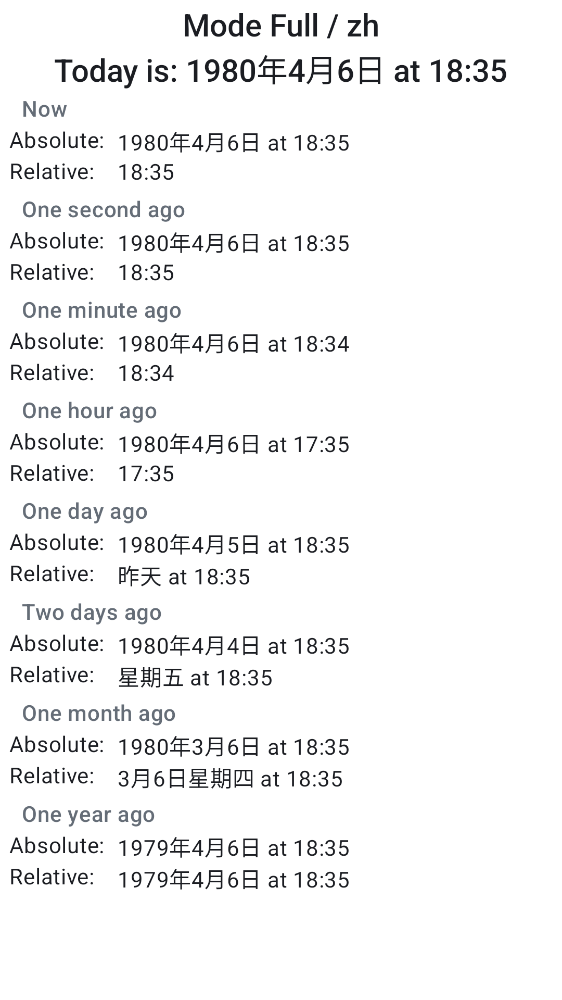 Mode Full / zh
Today is: 1980年4月6日 at 18:35
Now
Absolute: 1980年4月6日 at 18:35
Relative: 18:35
One second ago
Absolute: 1980年4月6日 at 18:35
Relative: 18:35
One minute ago
Absolute: 1980年4月6日 at 18:34
Relative: 18:34
One hour ago
Absolute: 1980年4月6日 at 17:35
Relative: 17:35
One day ago
Absolute: 1980年4月5日 at 18:35
Relative: 昨天 at 18:35
Two days ago
Absolute: 1980年4月4日 at 18:35
Relative: 星期五 at 18:35
One month ago
Absolute: 1980年3月6日 at 18:35
Relative: 3月6日星期四 at 18:35
One year ago
Absolute: 1979年4月6日 at 18:35
Relative: 1979年4月6日 at 18:35